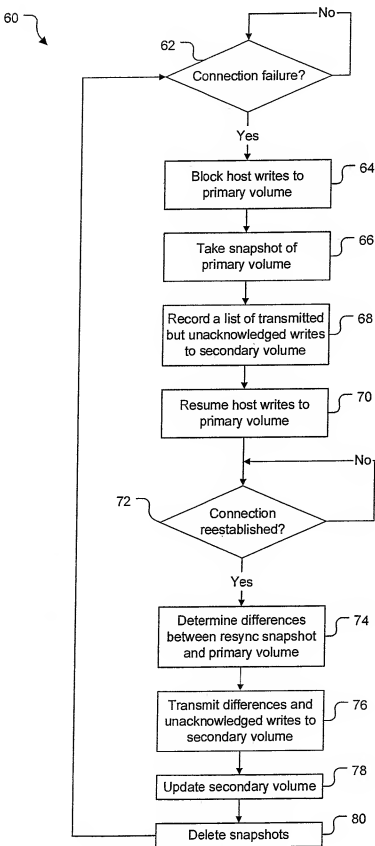 60
No
62
Connection failure?
Yes
Block host writes to
primary volume
64
Take snapshot of
primary volume
66
Record a list of transmitted
but unacknowledged writes
to secondary volume
68
Resume host writes to
primary volume
70
No
72
Connection
reestablished?
Yes
Determine differences
between resync snapshot
and primary volume
74
Transmit differences and
unacknowledged writes to
secondary volume
76
78
Update secondary volume
80
Delete snapshots